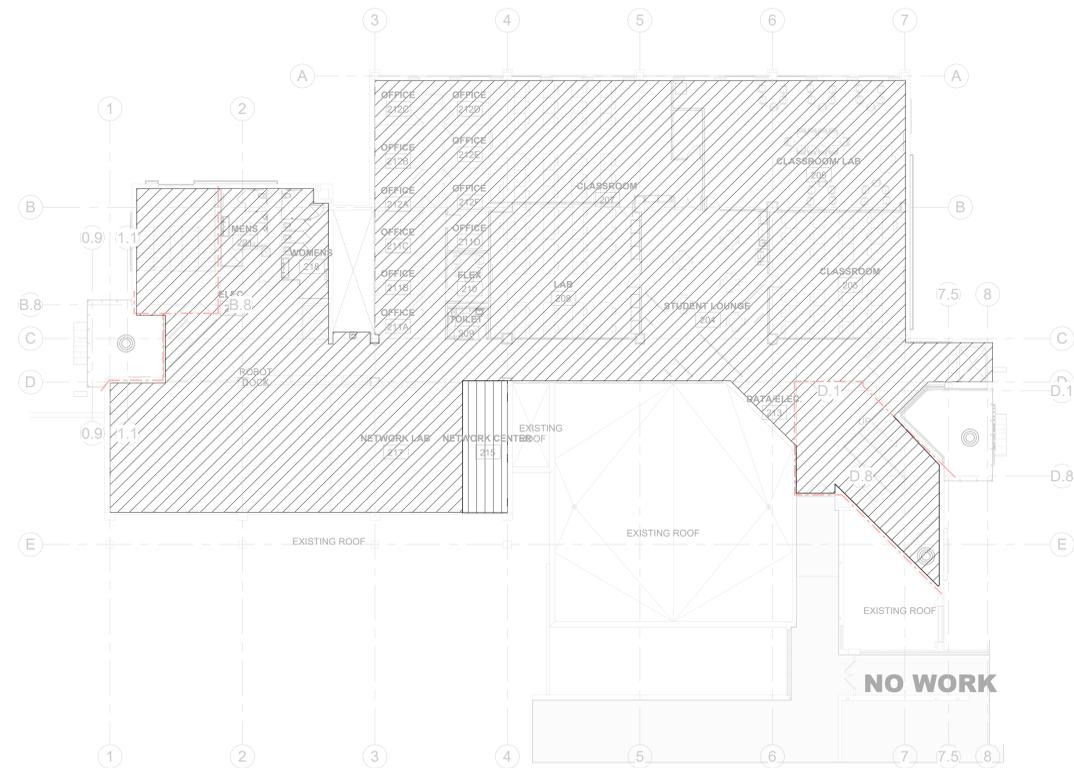 3
4
5
6
7
A
A
1
2
OFFICE
212C
OFFICE
212D
OFFICE
212B
OFFICE
212E
CLASSROOM/ LAB
206
OFFICE
212A
OFFICE
212F
CLASSROOM
207
B
B
0.9
1.1
MENS
221
OFFICE
211C
OFFICE
211D
WOMENS
218
OFFICE
211B
FLEX
210
LAB
208
CLASSROOM
205
ELEC
B.8
B.8
7.5
8
STUDENT LOUNGE
204
OFFICE
211A
TOILET
209
C
C
ROBOT
DOCK
D
D
D.1
D.1
DATA/ELEC.
213
UP
0.9
1.1
NETWORK LAB
217
NETWORK CENTER
215
EXISTING
ROOF
D.8
D.8
EXISTING ROOF
EXISTING ROOF
E
E
EXISTING ROOF
NO WORK
1
2
3
4
5
6
7
7.5
8